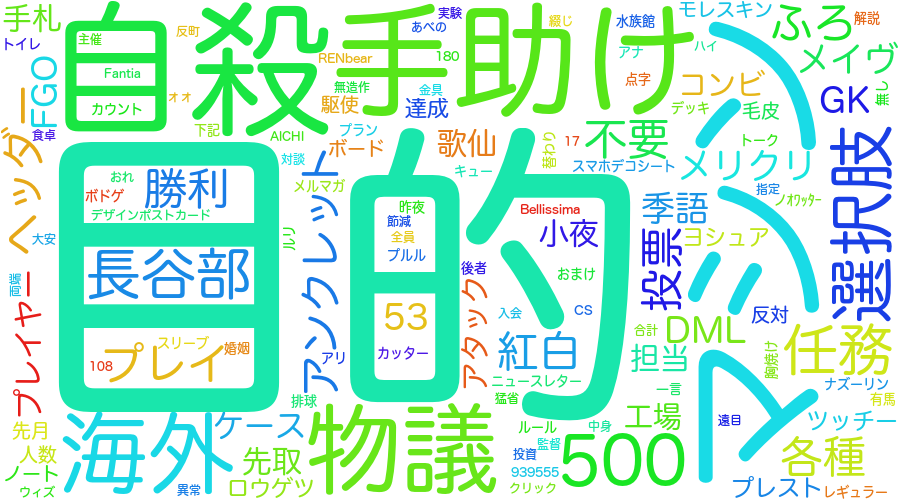 手札
自殺
手助け
ふろ
モレスキン
解説
トイレ
主催
反町
RENbear
実験
あべの
180
綴じ
水族館
アナ
ハイ
メイヴ
点字
コンビ
GK
無し
FGO
Fantia
カウント
オォ
無造作
駆使
金具
達成
デッキ
毛皮
食卓
下記
AICHI
プラン
ボード
歌仙
不要
17
トーク
ヘッダー
ボドゲ
おれ
勝利
対談
メルマガ
キュー
替わり
スマホデコシート
メリクリ
選択肢
デザインポストカード
昨夜
節減
全員
プルル
Bellissima
小夜
季語
指定
ノオワッター
大安
ルリ
目的
長谷部
アンクレット
後者
おまけ
投票
ヨシュア
両端
プレイヤー
スリープ
プレイ
婚姻
108
アリ
53
カッター
アタック
入会
CS
合計
DML
反対
マシンツ
任務
紅白
担当
胸焼け
排球
ニュースレター
猛省
一言
ナズーリン
有馬
先月
海外
ケース
物議
ルール
中身
工場
遠目
ツッチー
人数
先取
監督
投資
500
各種
ノート
ウィズ
異常
ロウゲツ
939555
クリック
プレスト
レギュラー